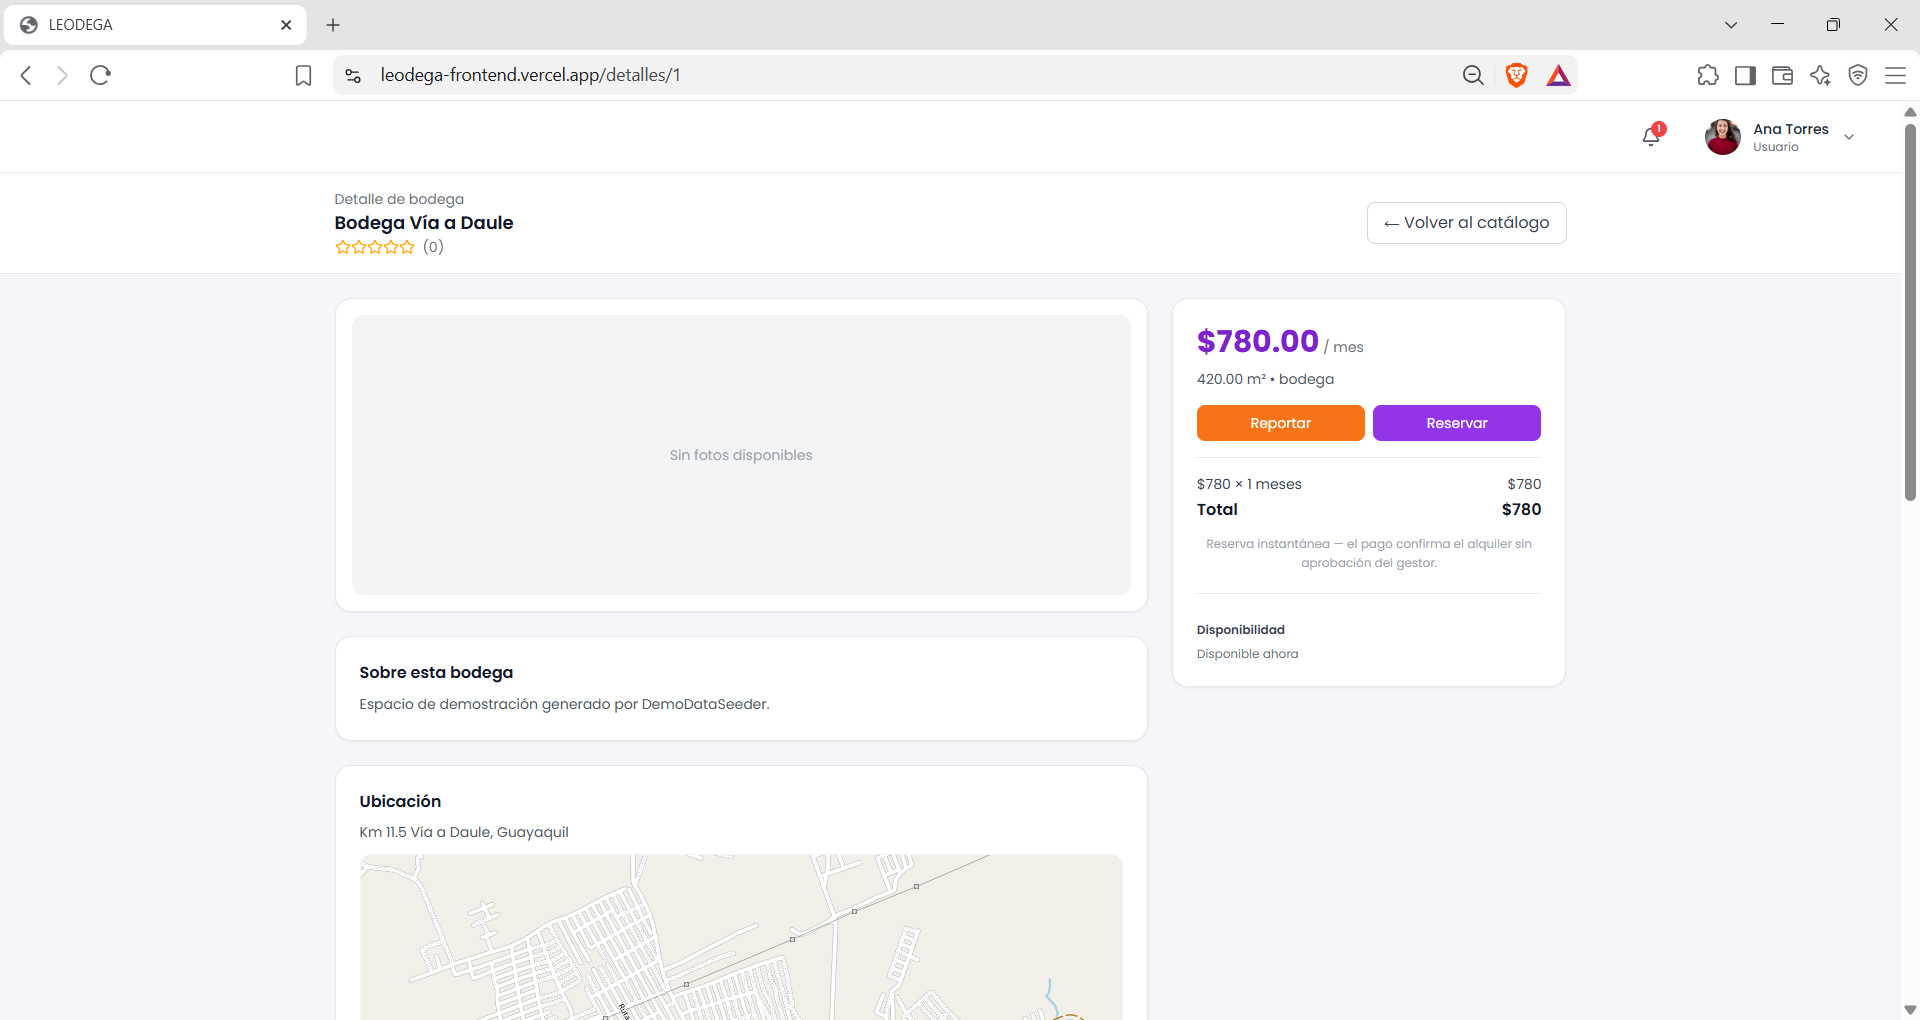 LEODEGA
leodega-frontend.vercel.app/detalles/1
1
Ana Torres
Usuario
Detalle de bodega
Bodega Vía a Daule
(0)
← Volver al catálogo
Sin fotos disponibles
$780.00 / mes
420.00 m² • bodega
Reportar
Reservar
$780 × 1 meses $780
Total $780
Reserva instantánea — el pago confirma el alquiler sin
aprobación del gestor.
Disponibilidad
Disponible ahora
Sobre esta bodega
Espacio de demostración generado por DemoDataSeeder.
Ubicación
Km 11.5 Vía a Daule, Guayaquil